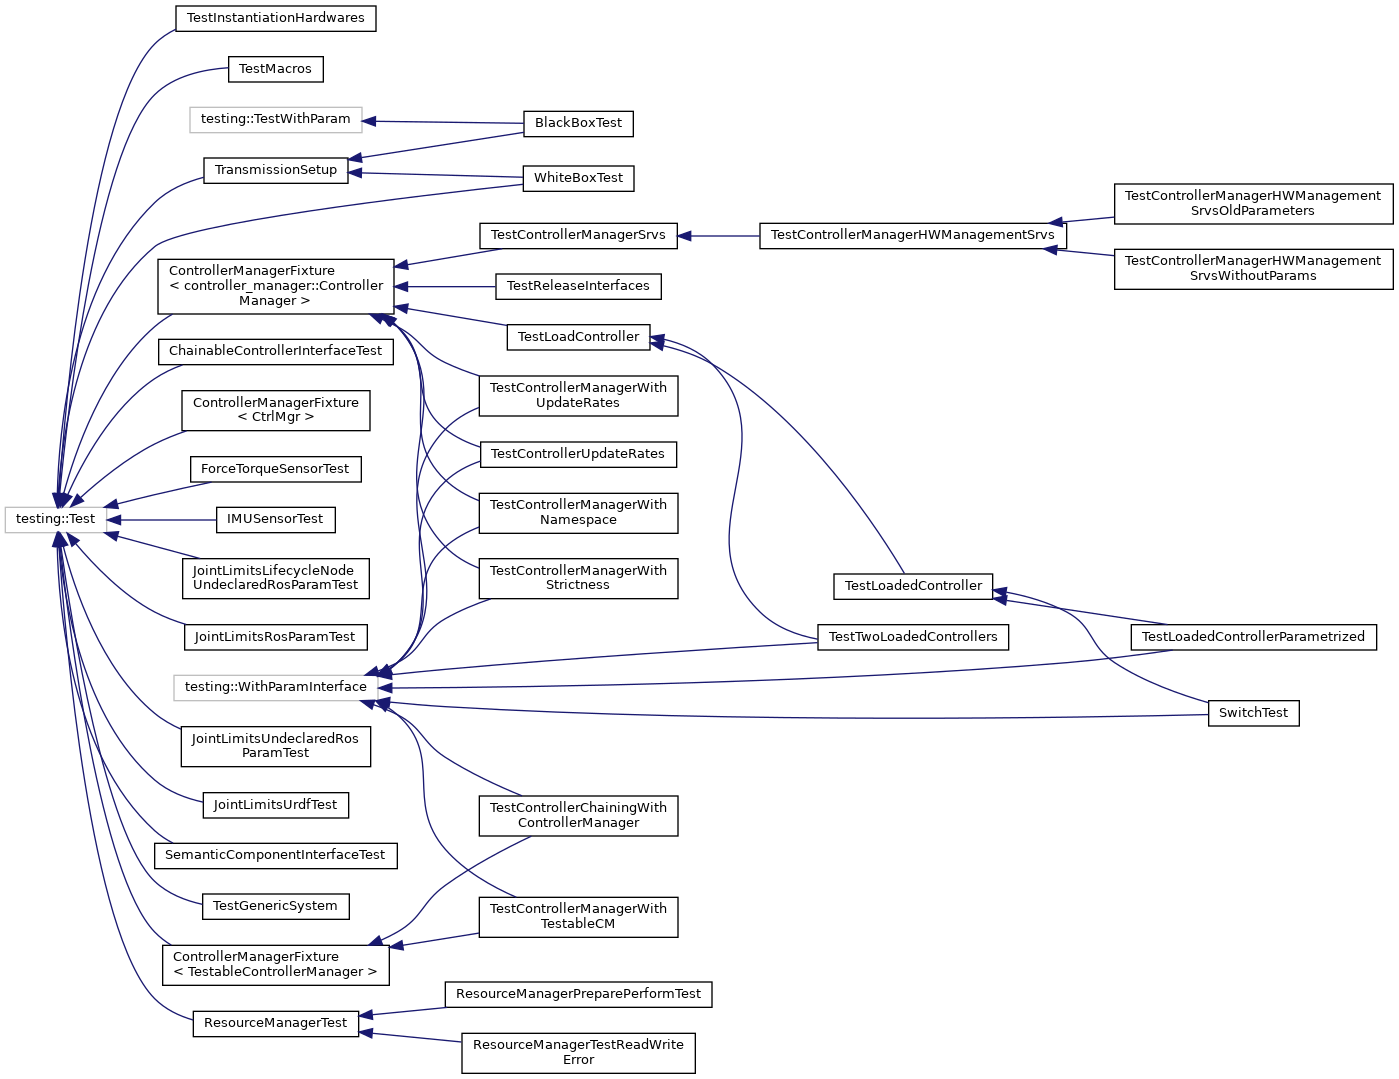 TestInstantiationHardwares
TestMacros
testing::TestWithParam
BlackBoxTest
TransmissionSetup
WhiteBoxTest
TestControllerManagerHWManagement
SrvsOldParameters
TestControllerManagerSrvs
TestControllerManagerHWManagementSrvs
TestControllerManagerHWManagement
SrvsWithoutParams
ControllerManagerFixture
< controller_manager::Controller
Manager >
TestReleaseInterfaces
TestLoadController
ChainableControllerInterfaceTest
TestControllerManagerWith
UpdateRates
ControllerManagerFixture
< CtrlMgr >
TestControllerUpdateRates
ForceTorqueSensorTest
TestControllerManagerWith
Namespace
testing::Test
IMUSensorTest
JointLimitsLifecycleNode
UndeclaredRosParamTest
TestControllerManagerWith
Strictness
TestLoadedController
JointLimitsRosParamTest
TestTwoLoadedControllers
TestLoadedControllerParametrized
testing::WithParamInterface
SwitchTest
JointLimitsUndeclaredRos
ParamTest
JointLimitsUrdfTest
TestControllerChainingWith
ControllerManager
SemanticComponentInterfaceTest
TestGenericSystem
TestControllerManagerWith
TestableCM
ControllerManagerFixture
< TestableControllerManager >
ResourceManagerPreparePerformTest
ResourceManagerTest
ResourceManagerTestReadWrite
Error